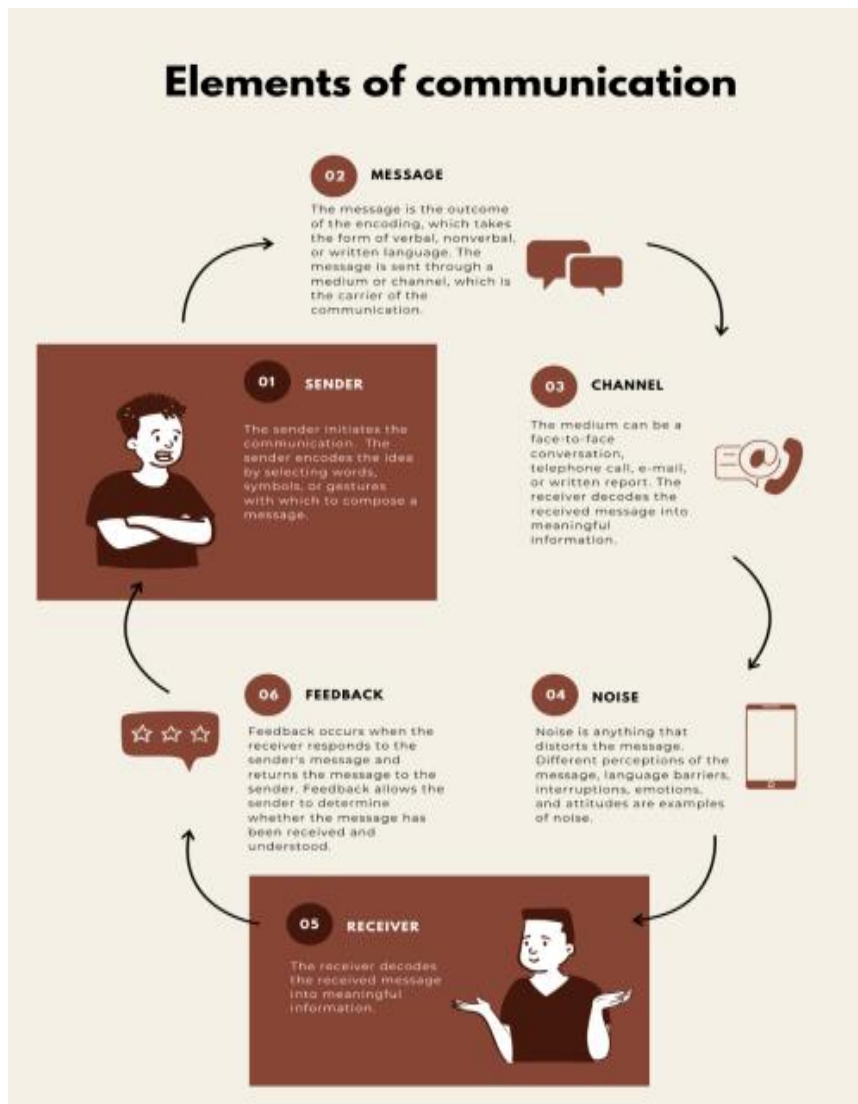 Elements of communication
02 MESSAGE
The message is the outcome
of the encoding, which takes
the form of verbal, nonverbal,
or written language. The
message is sent through a
medium or channel, which is
the carrier of the
communication.
01 SENDER
The sender initiates the
communication. The
sender encodes the idea
by selecting words,
symbols, or gestures
with which to compose a
message.
03 CHANNEL
The medium can be a
face-to-face
conversation,
telephone call, e-mail,
or written report. The
receiver decodes the
received message into
meaningful
information.
04 NOISE
Noise is anything that
distorts the message.
Different perceptions of the
message, language barriers,
interruptions, emotions,
and attitudes are examples
of noise.
05 RECEIVER
The receiver decodes
the received message
into meaningful
information.
06 FEEDBACK
Feedback occurs when the
receiver responds to the
sender's message and
returns the message to the
sender. Feedback allows the
sender to determine
whether the message has
been received and
understood.